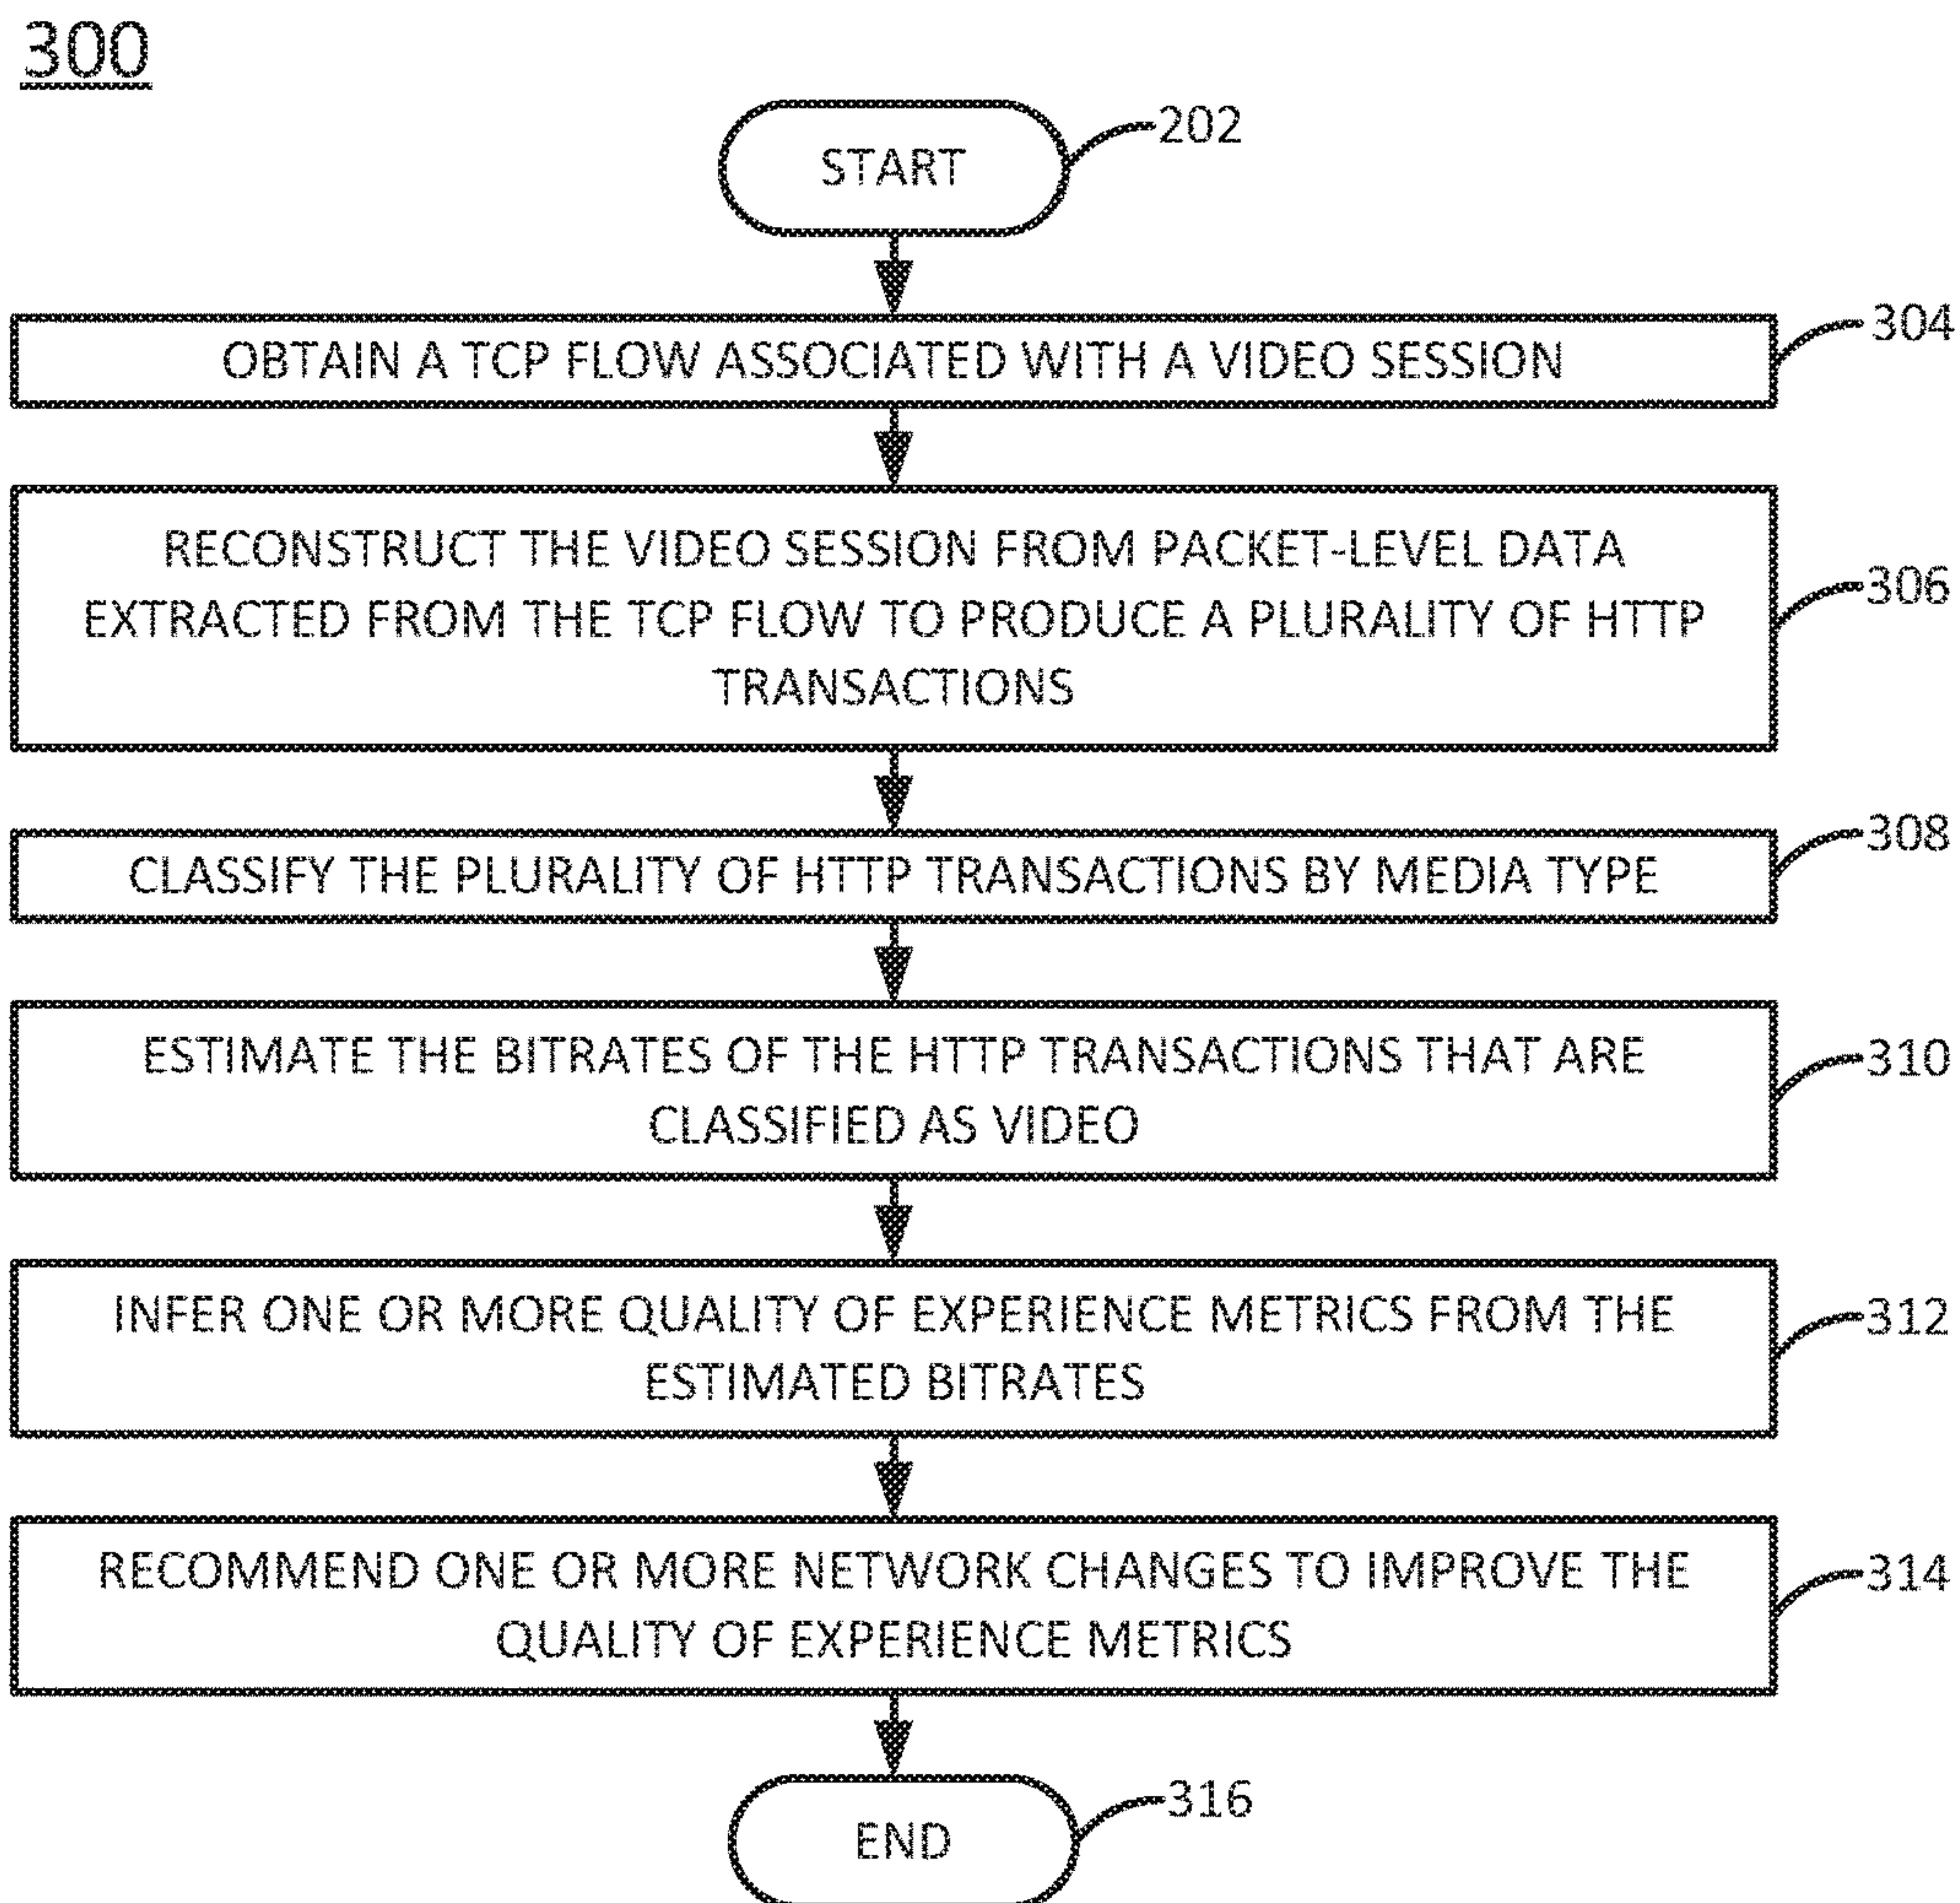 300
START
202
OBTAIN A TCP FLOW ASSOCIATED WITH A VIDEO SESSION
304
RECONSTRUCT THE VIDEO SESSION FROM PACKET-LEVEL DATA
EXTRACTED FROM THE TCP FLOW TO PRODUCE A PLURALITY OF HTTP
TRANSACTIONS
306
CLASSIFY THE PLURALITY OF HTTP TRANSACTIONS BY MEDIA TYPE
308
ESTIMATE THE BITRATES OF THE HTTP TRANSACTIONS THAT ARE
CLASSIFIED AS VIDEO
310
INFER ONE OR MORE QUALITY OF EXPERIENCE METRICS FROM THE
ESTIMATED BITRATES
312
RECOMMEND ONE OR MORE NETWORK CHANGES TO IMPROVE THE
QUALITY OF EXPERIENCE METRICS
314
END
316